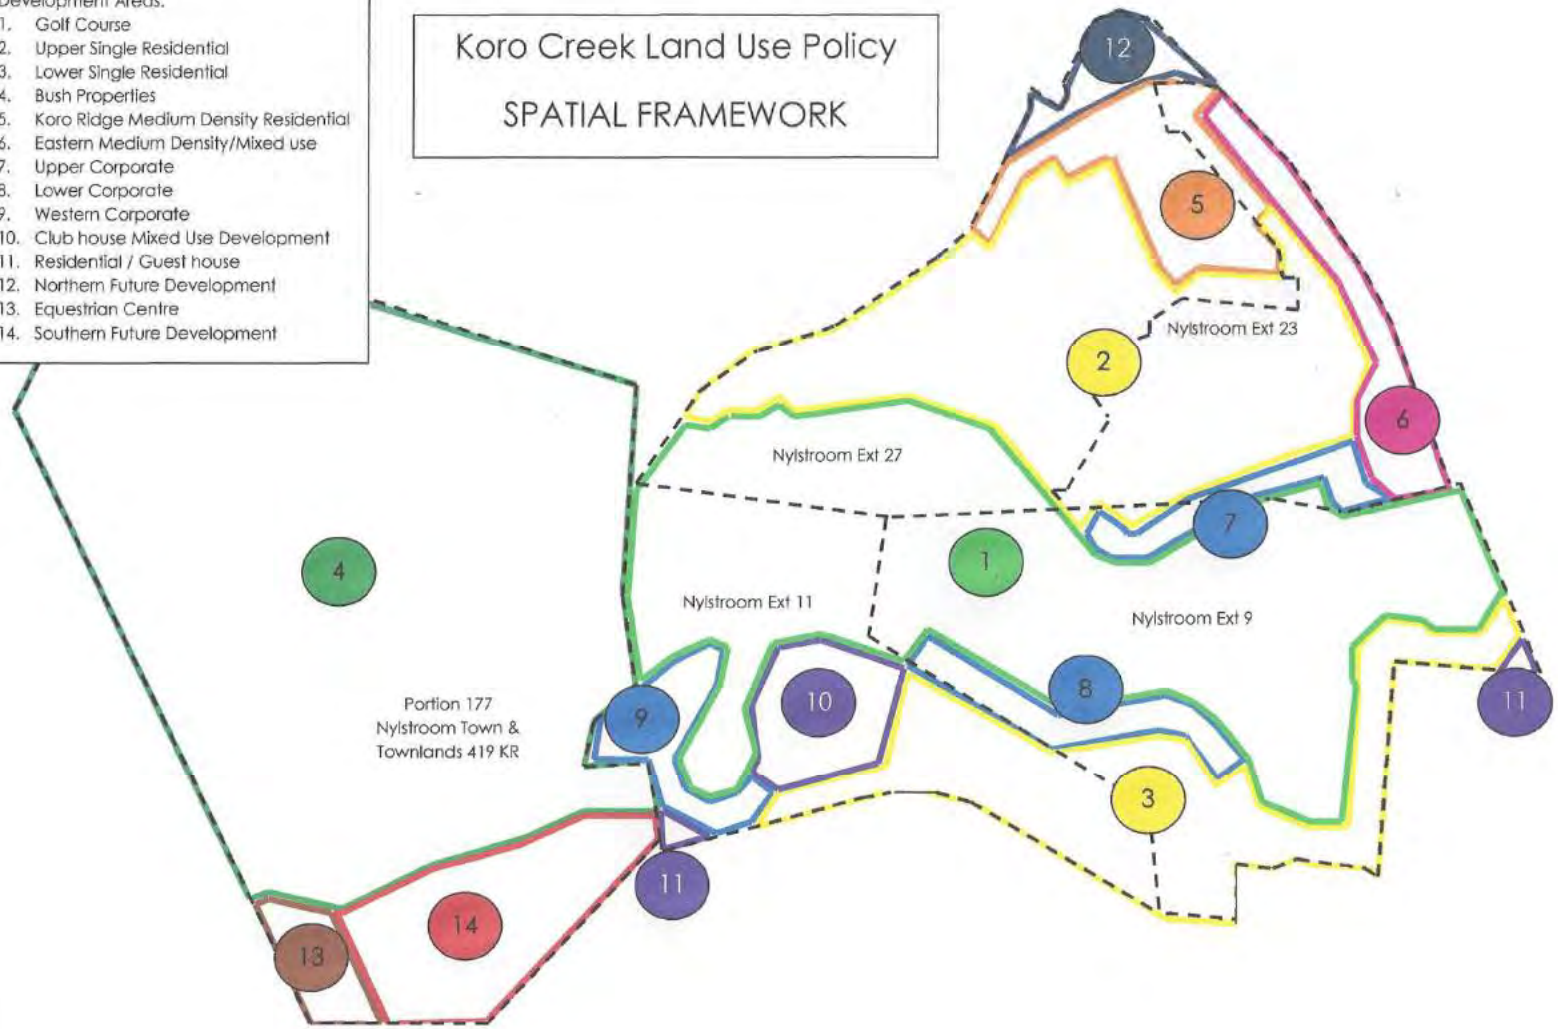 Development Areas:
1. Golf Course
2. Upper Single Residential
3. Lower Single Residential
4. Bush Properties
5. Koro Ridge Medium Density Residential
6. Eastern Medium Density/Mixed use
7. Upper Corporate
8. Lower Corporate
9. Western Corporate
10. Club house Mixed Use Development
11. Residential / Guest house
12. Northern Future Development
13. Equestrian Centre
14. Southern Future Development
Koro Creek Land Use Policy
SPATIAL FRAMEWORK
12
5
Nylstroom Ext 23
2
6
Nylstroom Ext 27
7
1
4
Nylstroom Ext 11
Nylstroom Ext 9
8
10
11
9
Portion 177
Nylstroom Town &
Townlands 419 KR
3
11
14
13